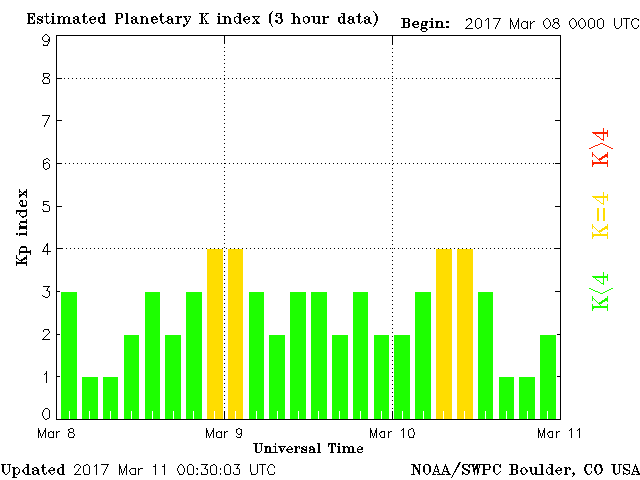 Estimated Planetary K index (3 hour data) Begin: 2017 Mar 08 0000 UTC
9
8
7
6
5
4
3
2
1
0
Kp index
K>4
K=4
K<4
Mar 8 Mar 9 Mar 10 Mar 11
Universal Time
Updated 2017 Mar 11 00:30:03 UTC NOAA/SWPC Boulder, CO USA